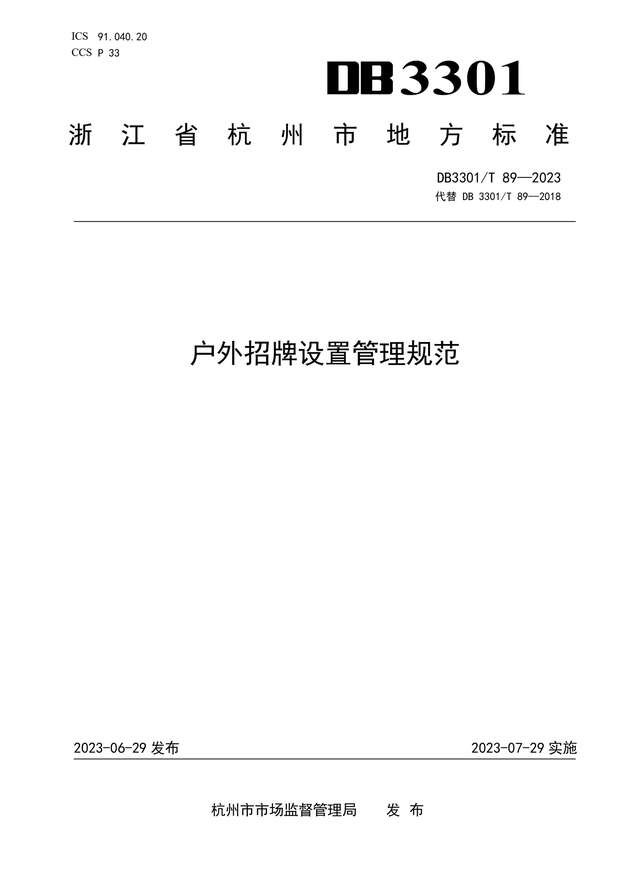 ICS 91.040.20
CCS P 33
DB3301
浙江省杭州市地方标准
DB3301/T 89—2023
代替 DB 3301/T 89—2018
户外招牌设置管理规范
2023-06-29 发布
2023-07-29 实施
杭州市市场监督管理局 发布